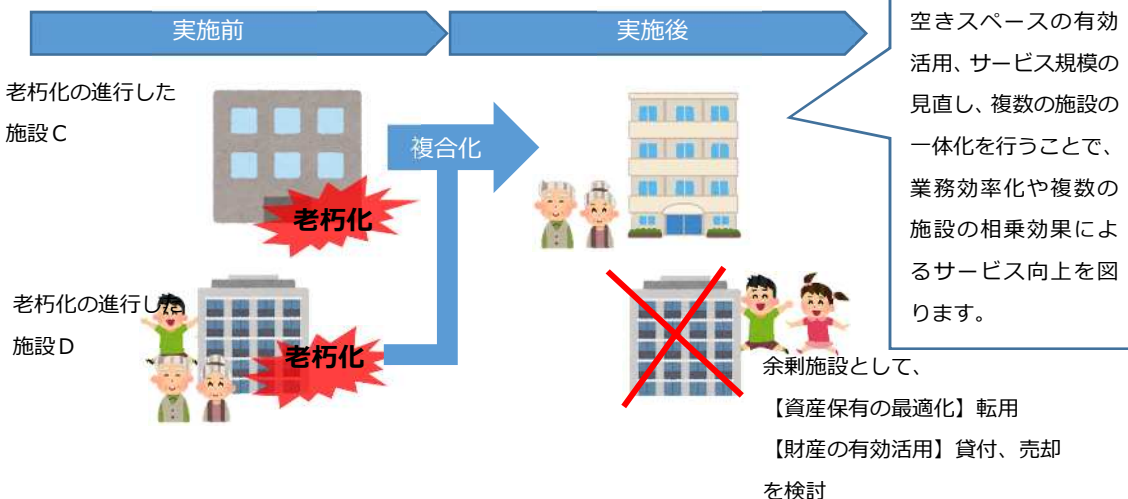 実施前
実施後
空きスペースの有効
活用、サービス規模の
見直し、複数の施設の
一体化を行うことで、
業務効率化や複数の
施設の相乗効果によ
るサービス向上を図
ります。
老朽化の進行した
施設C
老朽化
複合化
老朽化の進行した
施設D
老朽化
余剰施設として、
【資産保有の最適化】転用
【財産の有効活用】貸付、売却
を検討